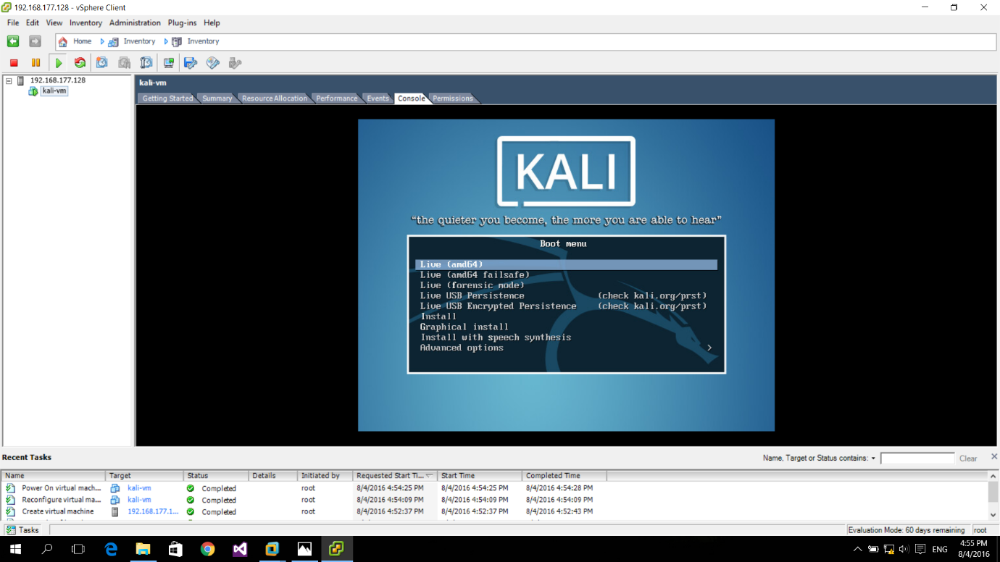 192.168.177.128 - vSphere Client
File Edit View Inventory Administration Plug-ins Help
Home Inventory Inventory
192.168.177.128
kali-vm
kali-vm
Getting Started Summary Resource Allocation Performance Events Console Permissions
KALI
“the quieter you become, the more you are able to hear”
Boot menu
Live (amd64)
Live (amd64 failsafe)
Live (forensic mode)
Live USB Persistence (check kali.org/prst)
Live USB Encrypted Persistence (check kali.org/prst)
Install
Graphical install
Install with speech synthesis
Advanced options >
Recent Tasks
Name, Target or Status contains: Clear
Name Target Status Details Initiated by Requested Start Ti... Start Time Completed Time
Power On virtual mach... kali-vm Completed root 8/4/2016 4:54:25 PM 8/4/2016 4:54:25 PM 8/4/2016 4:54:28 PM
Reconfigure virtual ma... kali-vm Completed root 8/4/2016 4:54:09 PM 8/4/2016 4:54:09 PM 8/4/2016 4:54:09 PM
Create virtual machine 192.168.177.1... Completed root 8/4/2016 4:52:37 PM 8/4/2016 4:52:37 PM 8/4/2016 4:52:43 PM
Tasks Evaluation Mode: 60 days remaining root
ENG 4:55 PM
8/4/2016